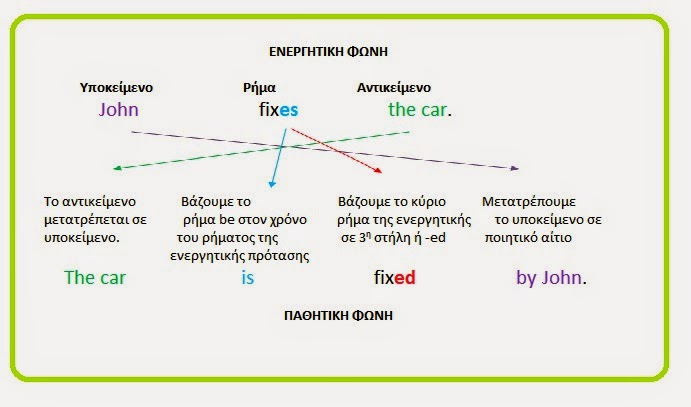 ΕΝΕΡΓΗΤΙΚΗ ΦΩΝΗ
Υποκείμενο Ρήμα Αντικείμενο
John fixes the car.
Το αντικείμενο
μετατρέπεται σε
υποκείμενο.
Βάζουμε το
ρήμα be στον χρόνο
του ρήματος της
ενεργητικής πρότασης
Βάζουμε το κύριο
ρήμα της ενεργητικής
σε 3η στήλη ή -ed
Μετατρέπουμε
το υποκείμενο σε
ποιητικό αίτιο
The car is fixed by John.
ΠΑΘΗΤΙΚΗ ΦΩΝΗ